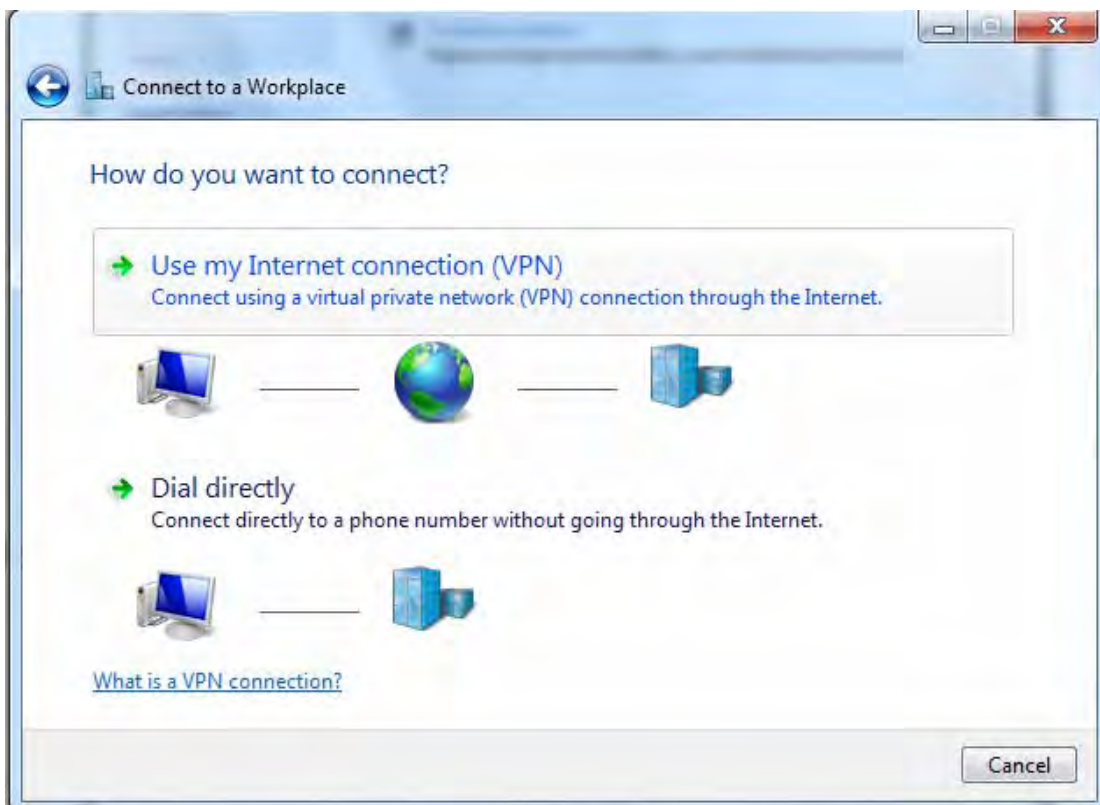 Connect to a Workplace
How do you want to connect?
Use my Internet connection (VPN)
Connect using a virtual private network (VPN) connection through the Internet.
Dial directly
Connect directly to a phone number without going through the Internet.
What is a VPN connection?
Cancel